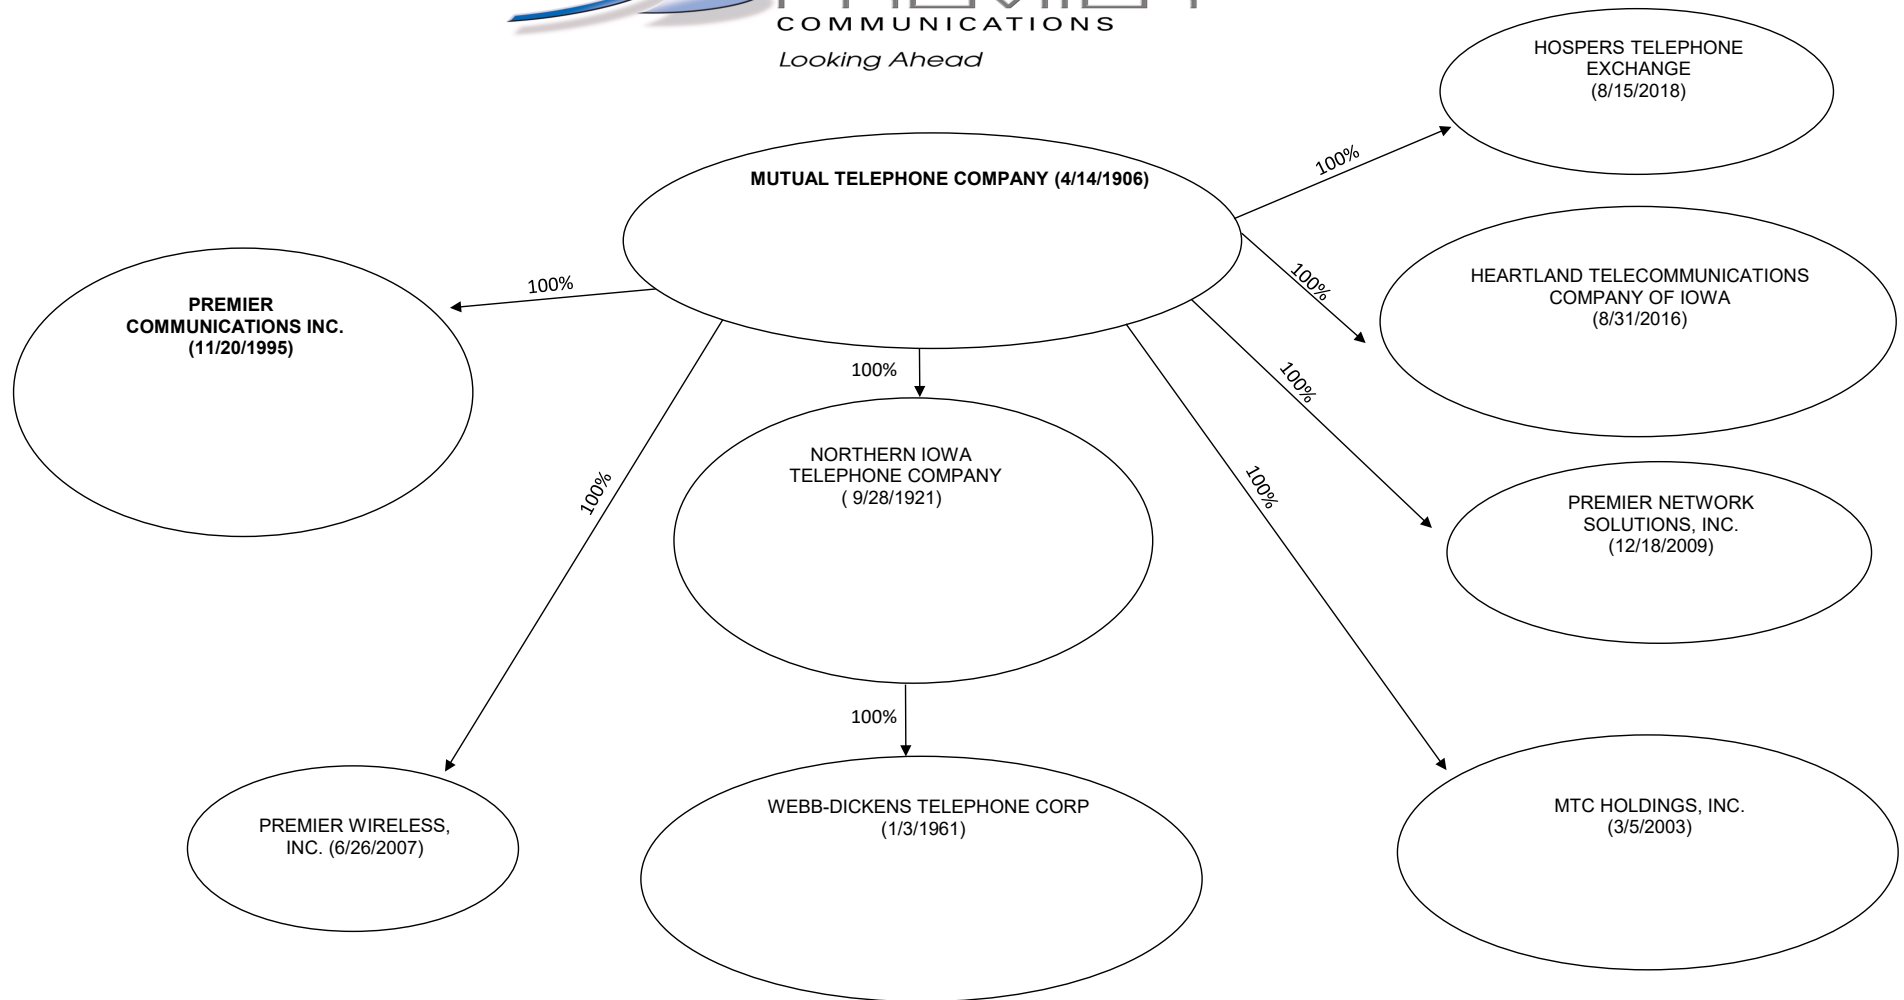 COMMUNICATIONS
Looking Ahead
HOSPERS TELEPHONE
EXCHANGE
(8/15/2018)
100%
MUTUAL TELEPHONE COMPANY (4/14/1906)
100%
HEARTLAND TELECOMMUNICATIONS
COMPANY OF IOWA
(8/31/2016)
100%
PREMIER
COMMUNICATIONS INC.
(11/20/1995)
100%
100%
NORTHERN IOWA
TELEPHONE COMPANY
( 9/28/1921)
100%
100%
PREMIER NETWORK
SOLUTIONS, INC.
(12/18/2009)
100%
PREMIER WIRELESS,
INC. (6/26/2007)
WEBB-DICKENS TELEPHONE CORP
(1/3/1961)
MTC HOLDINGS, INC.
(3/5/2003)